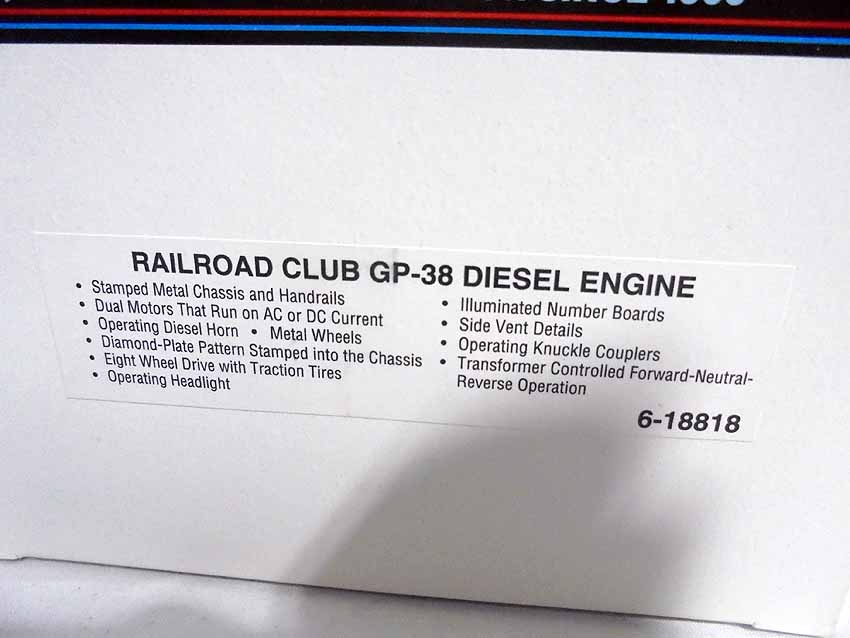 SINCE 1900
RAILROAD CLUB GP-38 DIESEL ENGINE
• Stamped Metal Chassis and Handrails
• Dual Motors That Run on AC or DC Current
• Operating Diesel Horn • Metal Wheels
• Diamond-Plate Pattern Stamped into the Chassis
• Eight Wheel Drive with Traction Tires
• Operating Headlight
• Illuminated Number Boards
• Side Vent Details
• Operating Knuckle Couplers
• Transformer Controlled Forward-Neutral-
Reverse Operation
6-18818